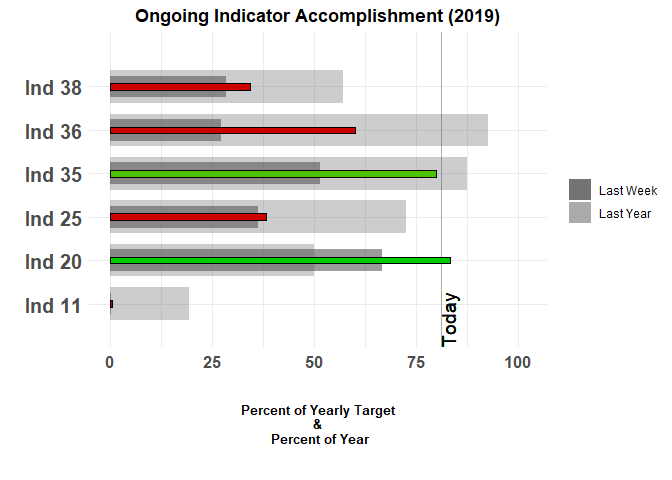 Ongoing Indicator Accomplishment (2019)
Ind 38
Ind 36
Ind 35
Ind 25
Ind 20
Ind 11
Last Week
Last Year
Today
0 25 50 75 100
Percent of Yearly Target
&
Percent of Year